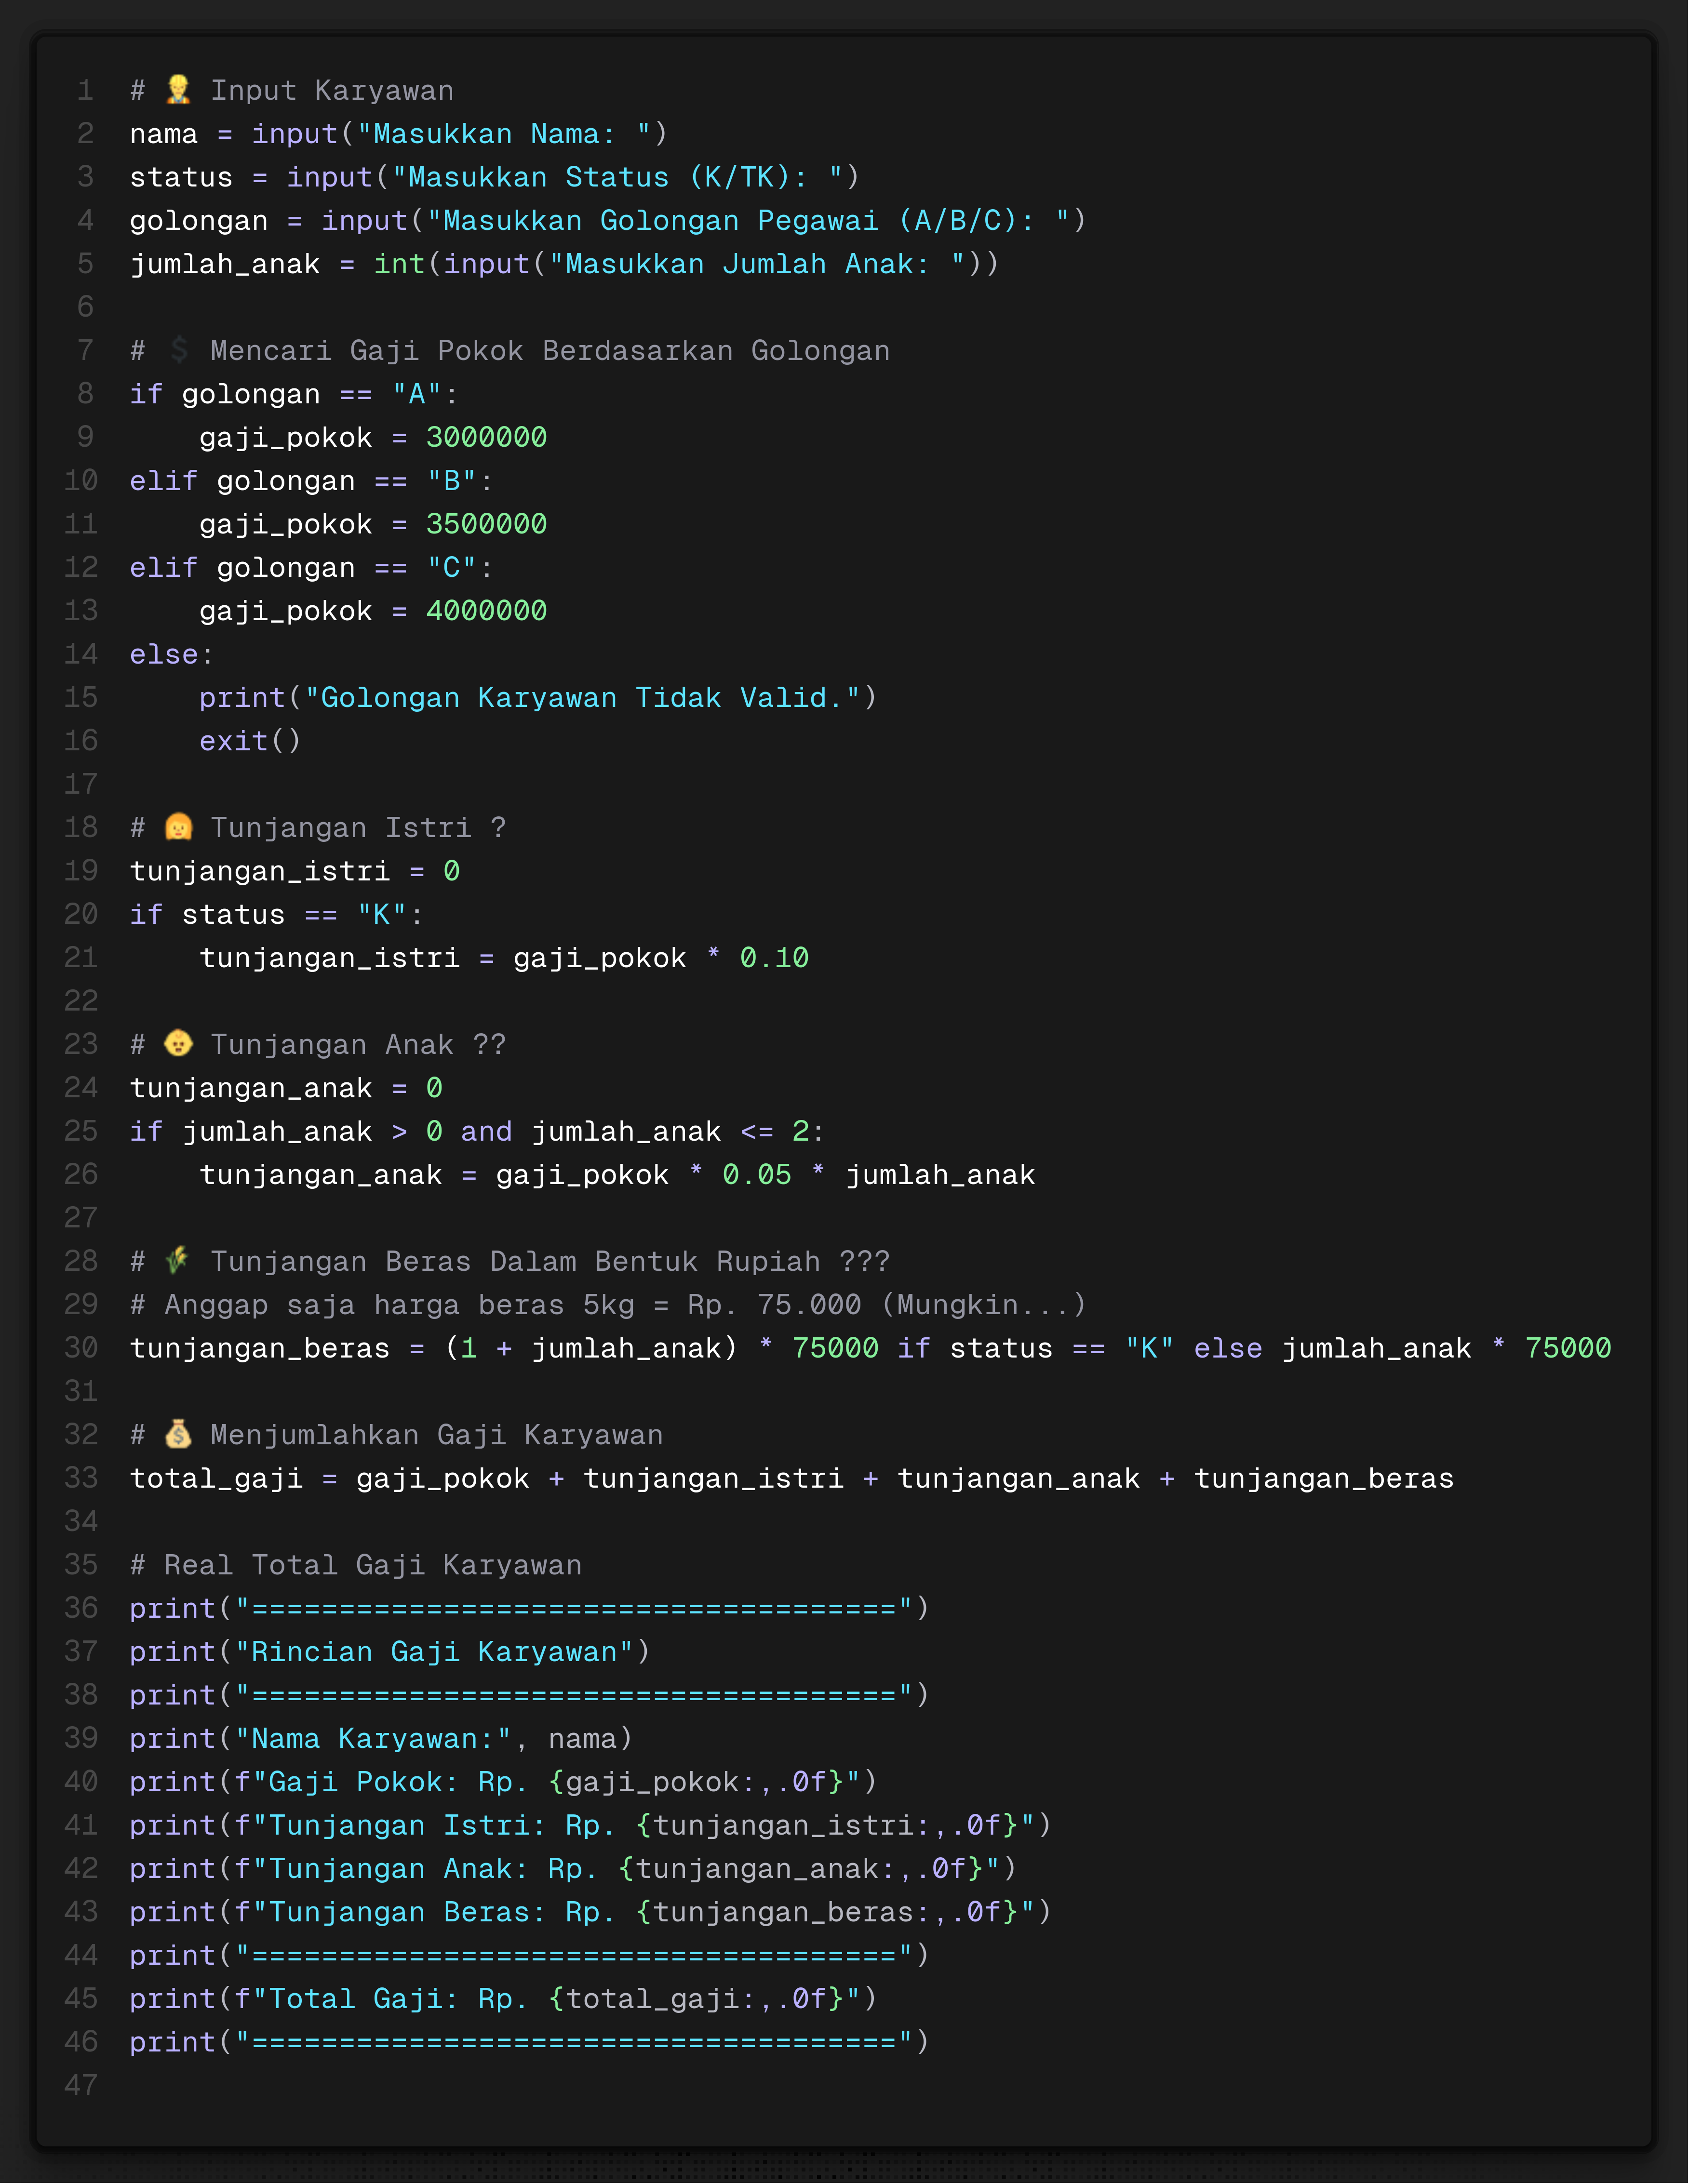 1 # 👷 Input Karyawan
2 nama = input("Masukkan Nama: ")
3 status = input("Masukkan Status (K/TK): ")
4 golongan = input("Masukkan Golongan Pegawai (A/B/C): ")
5 jumlah_anak = int(input("Masukkan Jumlah Anak: "))
6
7 # 💲 Mencari Gaji Pokok Berdasarkan Golongan
8 if golongan == "A":
9     gaji_pokok = 3000000
10 elif golongan == "B":
11     gaji_pokok = 3500000
12 elif golongan == "C":
13     gaji_pokok = 4000000
14 else:
15     print("Golongan Karyawan Tidak Valid.")
16     exit()
17
18 # 👩 Tunjangan Istri ?
19 tunjangan_istri = 0
20 if status == "K":
21     tunjangan_istri = gaji_pokok * 0.10
22
23 # 👶 Tunjangan Anak ??
24 tunjangan_anak = 0
25 if jumlah_anak > 0 and jumlah_anak <= 2:
26     tunjangan_anak = gaji_pokok * 0.05 * jumlah_anak
27
28 # 🌾 Tunjangan Beras Dalam Bentuk Rupiah ???
29 # Anggap saja harga beras 5kg = Rp. 75.000 (Mungkin...)
30 tunjangan_beras = (1 + jumlah_anak) * 75000 if status == "K" else jumlah_anak * 75000
31
32 # 💰 Menjumlahkan Gaji Karyawan
33 total_gaji = gaji_pokok + tunjangan_istri + tunjangan_anak + tunjangan_beras
34
35 # Real Total Gaji Karyawan
36 print("=====================================")
37 print("Rincian Gaji Karyawan")
38 print("=====================================")
39 print("Nama Karyawan:", nama)
40 print(f"Gaji Pokok: Rp. {gaji_pokok:,.0f}")
41 print(f"Tunjangan Istri: Rp. {tunjangan_istri:,.0f}")
42 print(f"Tunjangan Anak: Rp. {tunjangan_anak:,.0f}")
43 print(f"Tunjangan Beras: Rp. {tunjangan_beras:,.0f}")
44 print("=====================================")
45 print(f"Total Gaji: Rp. {total_gaji:,.0f}")
46 print("=====================================")
47